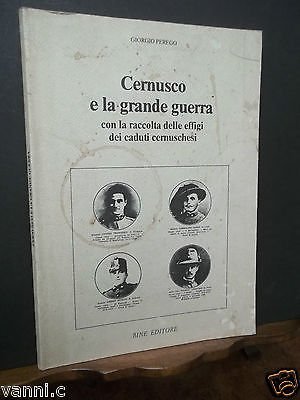 GIORGIO PEREGO
Cernusco
e la grande guerra
con la raccolta delle effigi
dei caduti cernuschesi
BINE EDITORE
vanni.c